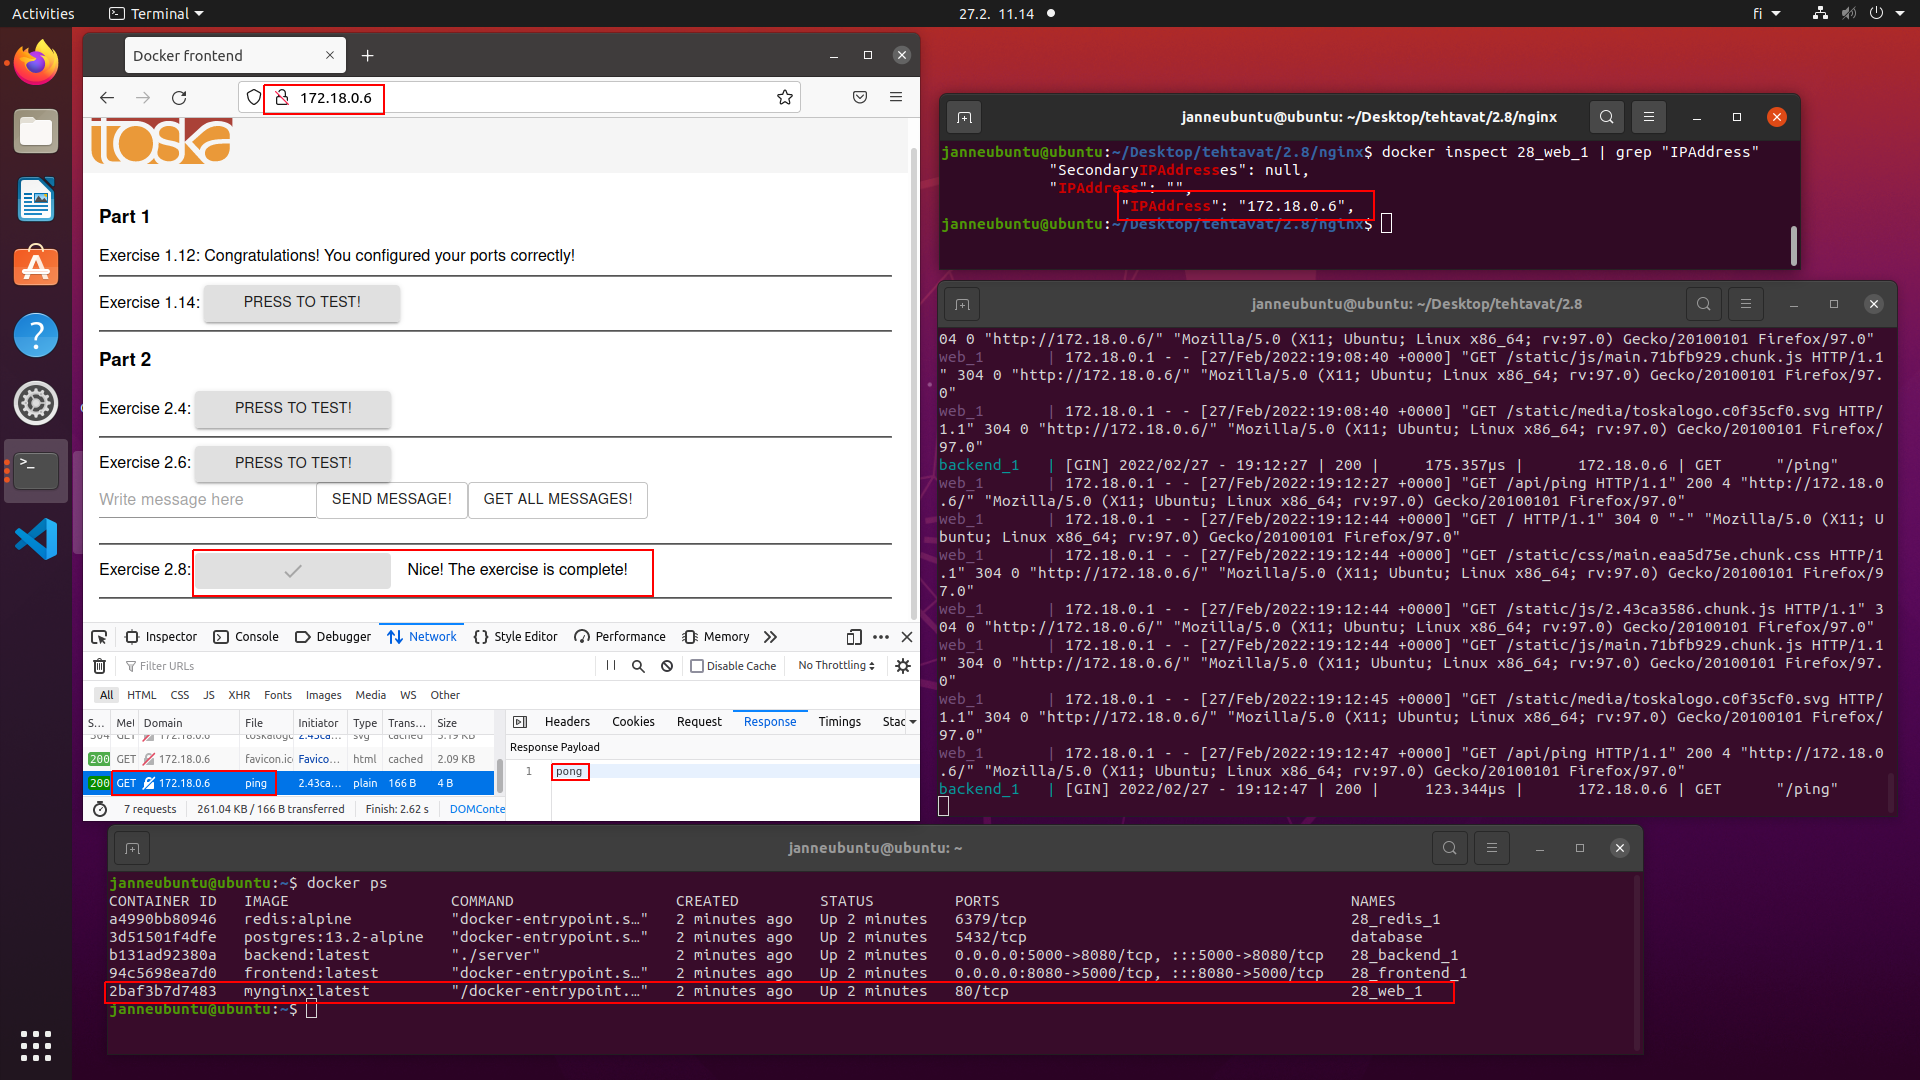 Activities
Terminal
27.2. 11.14
fi
Docker frontend
172.18.0.6
toska
Part 1
Exercise 1.12: Congratulations! You configured your ports correctly!
Exercise 1.14: PRESS TO TEST!
Part 2
Exercise 2.4: PRESS TO TEST!
Exercise 2.6: PRESS TO TEST!
Write message here SEND MESSAGE! GET ALL MESSAGES!
Exercise 2.8: Nice! The exercise is complete!
Inspector Console Debugger Network Style Editor Performance Memory
Filter URLs Disable Cache No Throttling
All HTML CSS JS XHR Fonts Images Media WS Other
S... Met Domain File Initiator Type Trans... Size
304 GET 172.18.0.6 toskalogo 2.43ca... svg cached 3.19 KB
200 GET 172.18.0.6 favicon.ic Favico... html cached 2.09 KB
200 GET 172.18.0.6 ping 2.43ca... plain 166 B 4 B
7 requests 261.04 KB / 166 B transferred Finish: 2.62 s DOMConte
Headers Cookies Request Response Timings Stac
Response Payload
1 pong
janneubuntu@ubuntu: ~/Desktop/tehtavat/2.8/nginx
janneubuntu@ubuntu:~/Desktop/tehtavat/2.8/nginx$ docker inspect 28_web_1 | grep "IPAddress"
"SecondaryIPAddresses": null,
"IPAddress": "",
"IPAddress": "172.18.0.6",
janneubuntu@ubuntu:~/Desktop/tehtavat/2.8/nginx$
janneubuntu@ubuntu: ~/Desktop/tehtavat/2.8
04 0 "http://172.18.0.6/" "Mozilla/5.0 (X11; Ubuntu; Linux x86_64; rv:97.0) Gecko/20100101 Firefox/97.0"
web_1 | 172.18.0.1 - - [27/Feb/2022:19:08:40 +0000] "GET /static/js/main.71bfb929.chunk.js HTTP/1.1
" 304 0 "http://172.18.0.6/" "Mozilla/5.0 (X11; Ubuntu; Linux x86_64; rv:97.0) Gecko/20100101 Firefox/97.
0"
web_1 | 172.18.0.1 - - [27/Feb/2022:19:08:40 +0000] "GET /static/media/toskalogo.c0f35cf0.svg HTTP/
1.1" 304 0 "http://172.18.0.6/" "Mozilla/5.0 (X11; Ubuntu; Linux x86_64; rv:97.0) Gecko/20100101 Firefox/
97.0"
backend_1 | [GIN] 2022/02/27 - 19:12:27 | 200 | 175.357µs | 172.18.0.6 | GET "/ping"
web_1 | 172.18.0.1 - - [27/Feb/2022:19:12:27 +0000] "GET /api/ping HTTP/1.1" 200 4 "http://172.18.0
.6/" "Mozilla/5.0 (X11; Ubuntu; Linux x86_64; rv:97.0) Gecko/20100101 Firefox/97.0"
web_1 | 172.18.0.1 - - [27/Feb/2022:19:12:44 +0000] "GET / HTTP/1.1" 304 0 "-" "Mozilla/5.0 (X11; U
buntu; Linux x86_64; rv:97.0) Gecko/20100101 Firefox/97.0"
web_1 | 172.18.0.1 - - [27/Feb/2022:19:12:44 +0000] "GET /static/css/main.eaa5d75e.chunk.css HTTP/1
.1" 304 0 "http://172.18.0.6/" "Mozilla/5.0 (X11; Ubuntu; Linux x86_64; rv:97.0) Gecko/20100101 Firefox/9
7.0"
web_1 | 172.18.0.1 - - [27/Feb/2022:19:12:44 +0000] "GET /static/js/2.43ca3586.chunk.js HTTP/1.1" 3
04 0 "http://172.18.0.6/" "Mozilla/5.0 (X11; Ubuntu; Linux x86_64; rv:97.0) Gecko/20100101 Firefox/97.0"
web_1 | 172.18.0.1 - - [27/Feb/2022:19:12:44 +0000] "GET /static/js/main.71bfb929.chunk.js HTTP/1.1
" 304 0 "http://172.18.0.6/" "Mozilla/5.0 (X11; Ubuntu; Linux x86_64; rv:97.0) Gecko/20100101 Firefox/97.
0"
web_1 | 172.18.0.1 - - [27/Feb/2022:19:12:45 +0000] "GET /static/media/toskalogo.c0f35cf0.svg HTTP/
1.1" 304 0 "http://172.18.0.6/" "Mozilla/5.0 (X11; Ubuntu; Linux x86_64; rv:97.0) Gecko/20100101 Firefox/
97.0"
web_1 | 172.18.0.1 - - [27/Feb/2022:19:12:47 +0000] "GET /api/ping HTTP/1.1" 200 4 "http://172.18.0
.6/" "Mozilla/5.0 (X11; Ubuntu; Linux x86_64; rv:97.0) Gecko/20100101 Firefox/97.0"
backend_1 | [GIN] 2022/02/27 - 19:12:47 | 200 | 123.344µs | 172.18.0.6 | GET "/ping"
janneubuntu@ubuntu: ~
janneubuntu@ubuntu:~$ docker ps
CONTAINER ID IMAGE COMMAND CREATED STATUS PORTS NAMES
a4990bb80946 redis:alpine "docker-entrypoint.s…" 2 minutes ago Up 2 minutes 6379/tcp 28_redis_1
3d51501f4dfe postgres:13.2-alpine "docker-entrypoint.s…" 2 minutes ago Up 2 minutes 5432/tcp database
b131ad92380a backend:latest "./server" 2 minutes ago Up 2 minutes 0.0.0.0:5000->8080/tcp, :::5000->8080/tcp 28_backend_1
94c5698ea7d0 frontend:latest "docker-entrypoint.s…" 2 minutes ago Up 2 minutes 0.0.0.0:8080->5000/tcp, :::8080->5000/tcp 28_frontend_1
2baf3b7d7483 mynginx:latest "/docker-entrypoint.…" 2 minutes ago Up 2 minutes 80/tcp 28_web_1
janneubuntu@ubuntu:~$